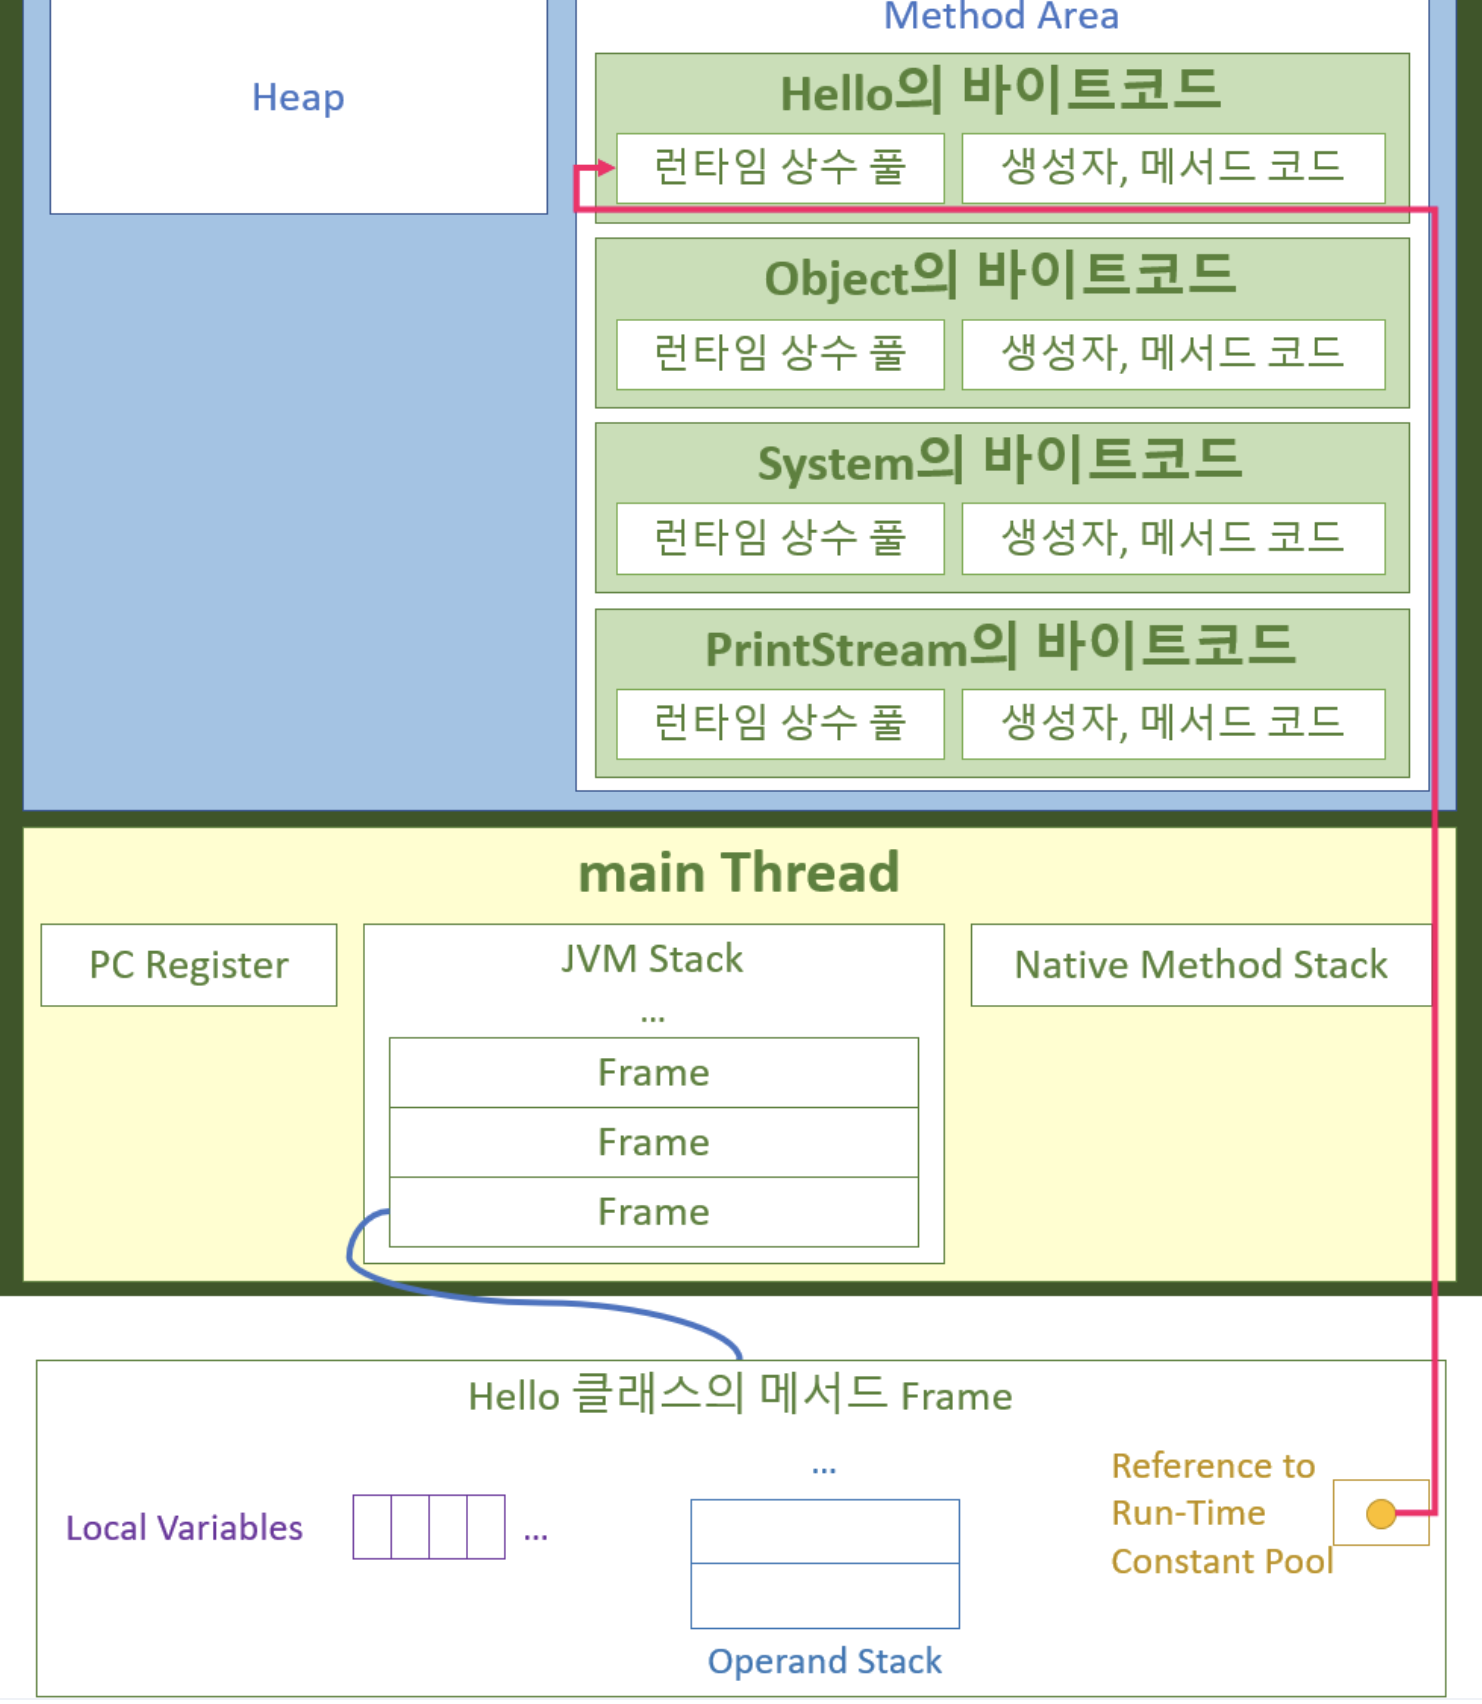 Method Area
Heap
Hello의 바이트코드
런타임 상수 풀
생성자, 메서드 코드
Object의 바이트코드
런타임 상수 풀
생성자, 메서드 코드
System의 바이트코드
런타임 상수 풀
생성자, 메서드 코드
PrintStream의 바이트코드
런타임 상수 풀
생성자, 메서드 코드
main Thread
PC Register
JVM Stack
...
Frame
Frame
Frame
Native Method Stack
Hello 클래스의 메서드 Frame
Local Variables
...
...
Operand Stack
Reference to
Run-Time
Constant Pool